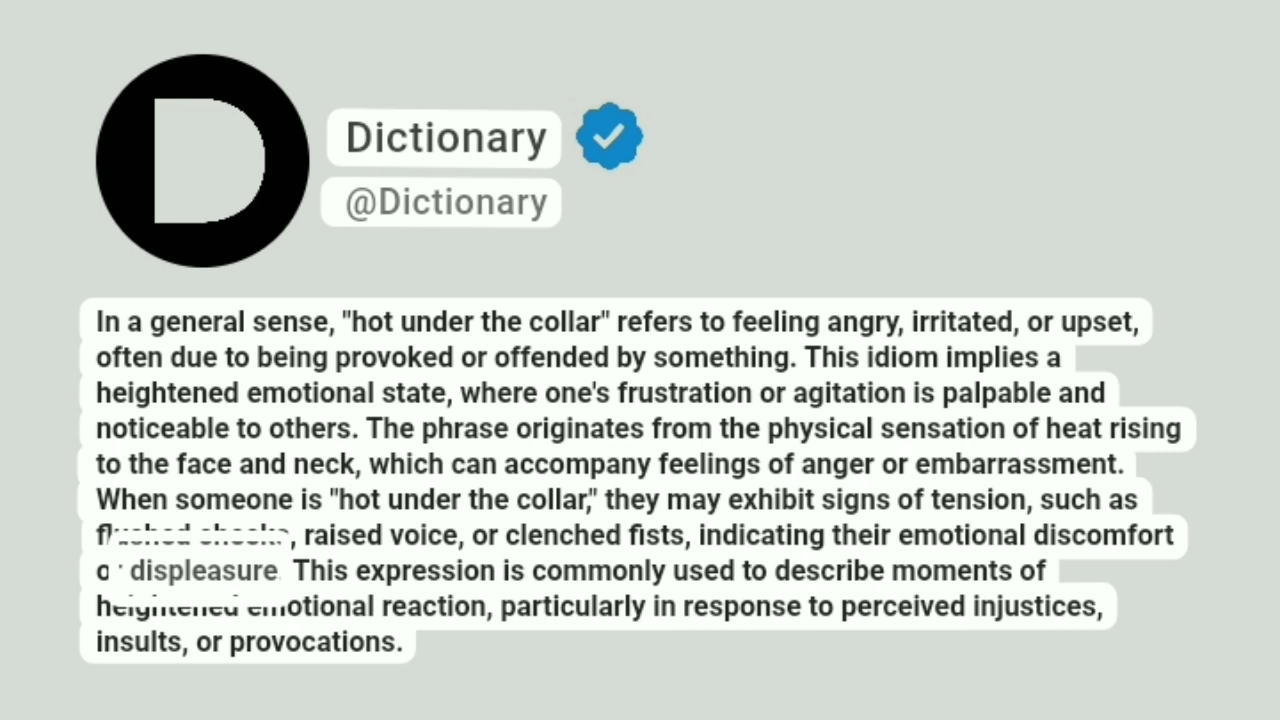 D
Dictionary
@Dictionary
In a general sense, "hot under the collar" refers to feeling angry, irritated, or upset,
often due to being provoked or offended by something. This idiom implies a
heightened emotional state, where one's frustration or agitation is palpable and
noticeable to others. The phrase originates from the physical sensation of heat rising
to the face and neck, which can accompany feelings of anger or embarrassment.
When someone is "hot under the collar," they may exhibit signs of tension, such as
flushed cheeks, raised voice, or clenched fists, indicating their emotional discomfort
or displeasure. This expression is commonly used to describe moments of
heightened emotional reaction, particularly in response to perceived injustices,
insults, or provocations.